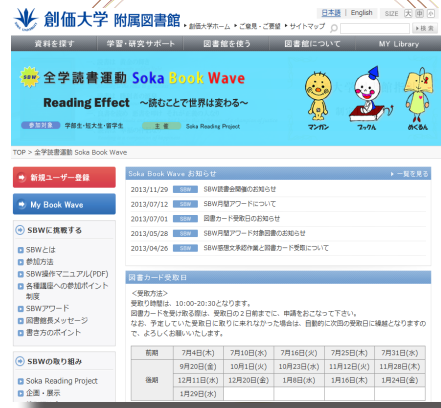 創価大学 附属図書館
創価大学ホーム
ご意見・ご要望
サイトマップ
日本語 | English
SIZE 大 中 小
検索
資料を探す
学習・研究サポート
図書館を使う
図書館について
MY Library
SBW 全学読書運動 Soka Book Wave
Reading Effect ～読むことで世界は変わる～
参加対象 学部生・短大生・留学生 主催 Soka Reading Project
マンガン
ブックん
めくるん
TOP > 全学読書運動 Soka Book Wave
新規ユーザー登録
My Book Wave
SBWに挑戦する
SBWとは
参加方法
SBW操作マニュアル(PDF)
各種講座への参加ポイント
制度
SBWアワード
図書館長メッセージ
書き方のポイント
SBWの取り組み
Soka Reading Project
企画・展示
Soka Book Wave お知らせ
一覧を見る
2013/11/29 SBW SBW読書会開催のお知らせ
2013/07/12 SBW SBW月間アワードについて
2013/07/01 SBW 図書カード受取日のお知らせ
2013/05/28 SBW SBW月間アワード対象図書のお知らせ
2013/04/26 SBW SBW感想文承認作業と図書カード受取について
図書カード受取日
＜受取方法＞
受取り時間は、10:00-20:30となります。
図書カードを受け取る際は、受取日の2日前までに、申請をおこなって下さい。
なお、予定していた受取日に取りに来れなかった場合は、自動的に次回の受取日に繰越となりますの
で、よろしくお願いいたします。
前期 7月4日(木) 7月10日(水) 7月16日(火) 7月25日(木) 7月31日(水)
後期 9月20日(金) 10月1日(火) 10月23日(水) 11月12日(火) 11月28日(木)
12月11日(水) 12月20日(金) 1月8日(水) 1月16日(木) 1月24日(金)
1月29日(水)